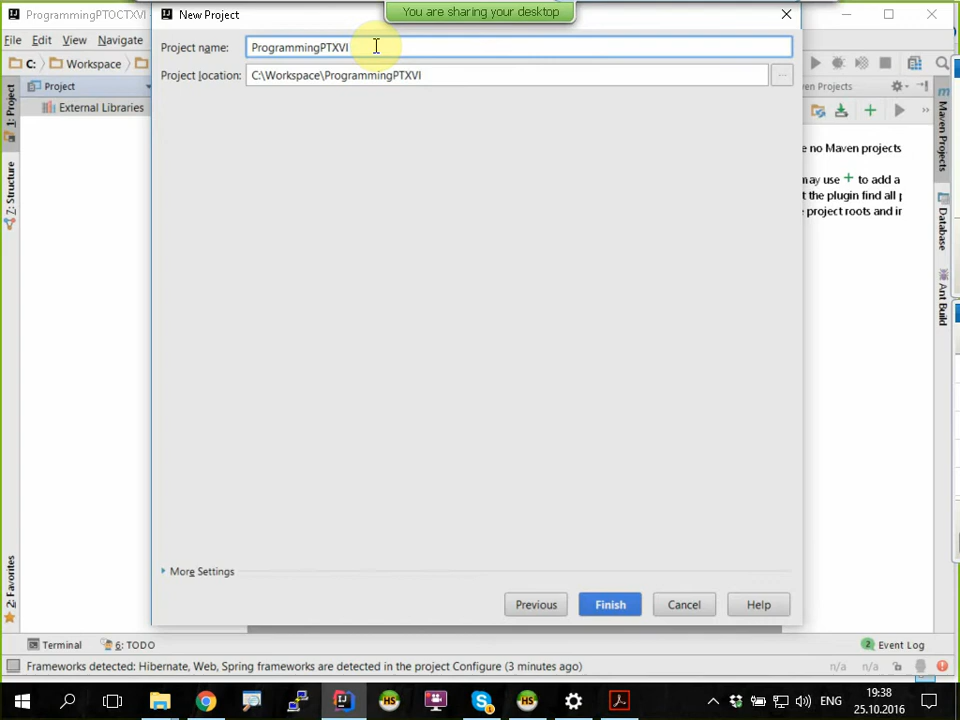 You are sharing your desktop
ProgrammingPTOCTXVI
New Project
File Edit View Navigate
C: Workspace
Project name: ProgrammingPTXVI
Project location: C:\Workspace\ProgrammingPTXVI
1: Project
Project
External Libraries
Z: Structure
2: Favorites
Projects
e no Maven projects
may use + to add a
t the plugin find all
project roots and i
Maven Projects
Database
Ant Build
More Settings
Previous Finish Cancel Help
Terminal 6: TODO 2 Event Log
Frameworks detected: Hibernate, Web, Spring frameworks are detected in the project Configure (3 minutes ago) n/a n/a
ENG 19:38
25.10.2016